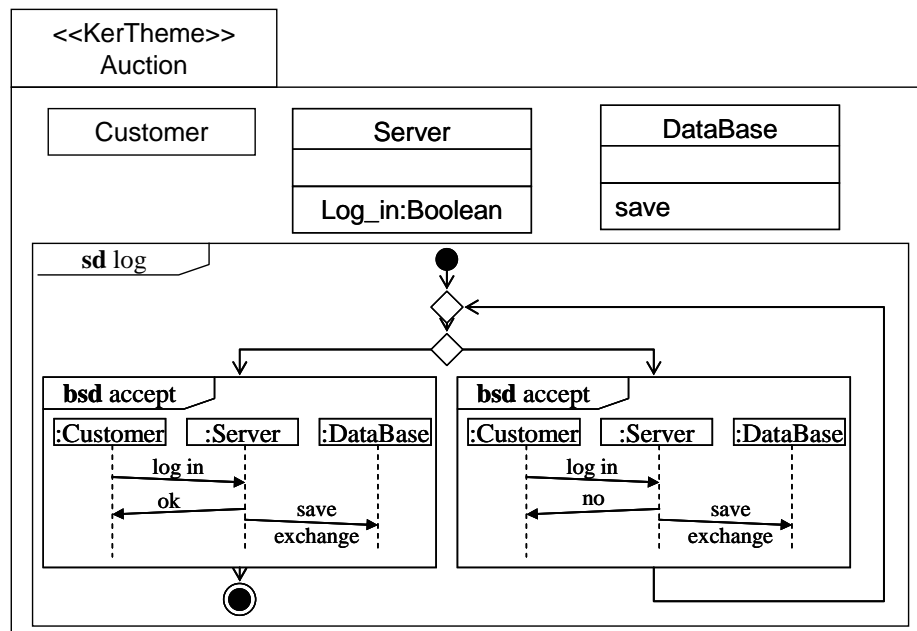 <<KerTheme>>
Auction
Customer
Server
DataBase
Log_in:Boolean
save
sd log
bsd accept
:Customer
:Server
:DataBase
log in
ok
save
exchange
bsd accept
:Customer
:Server
:DataBase
log in
no
save
exchange